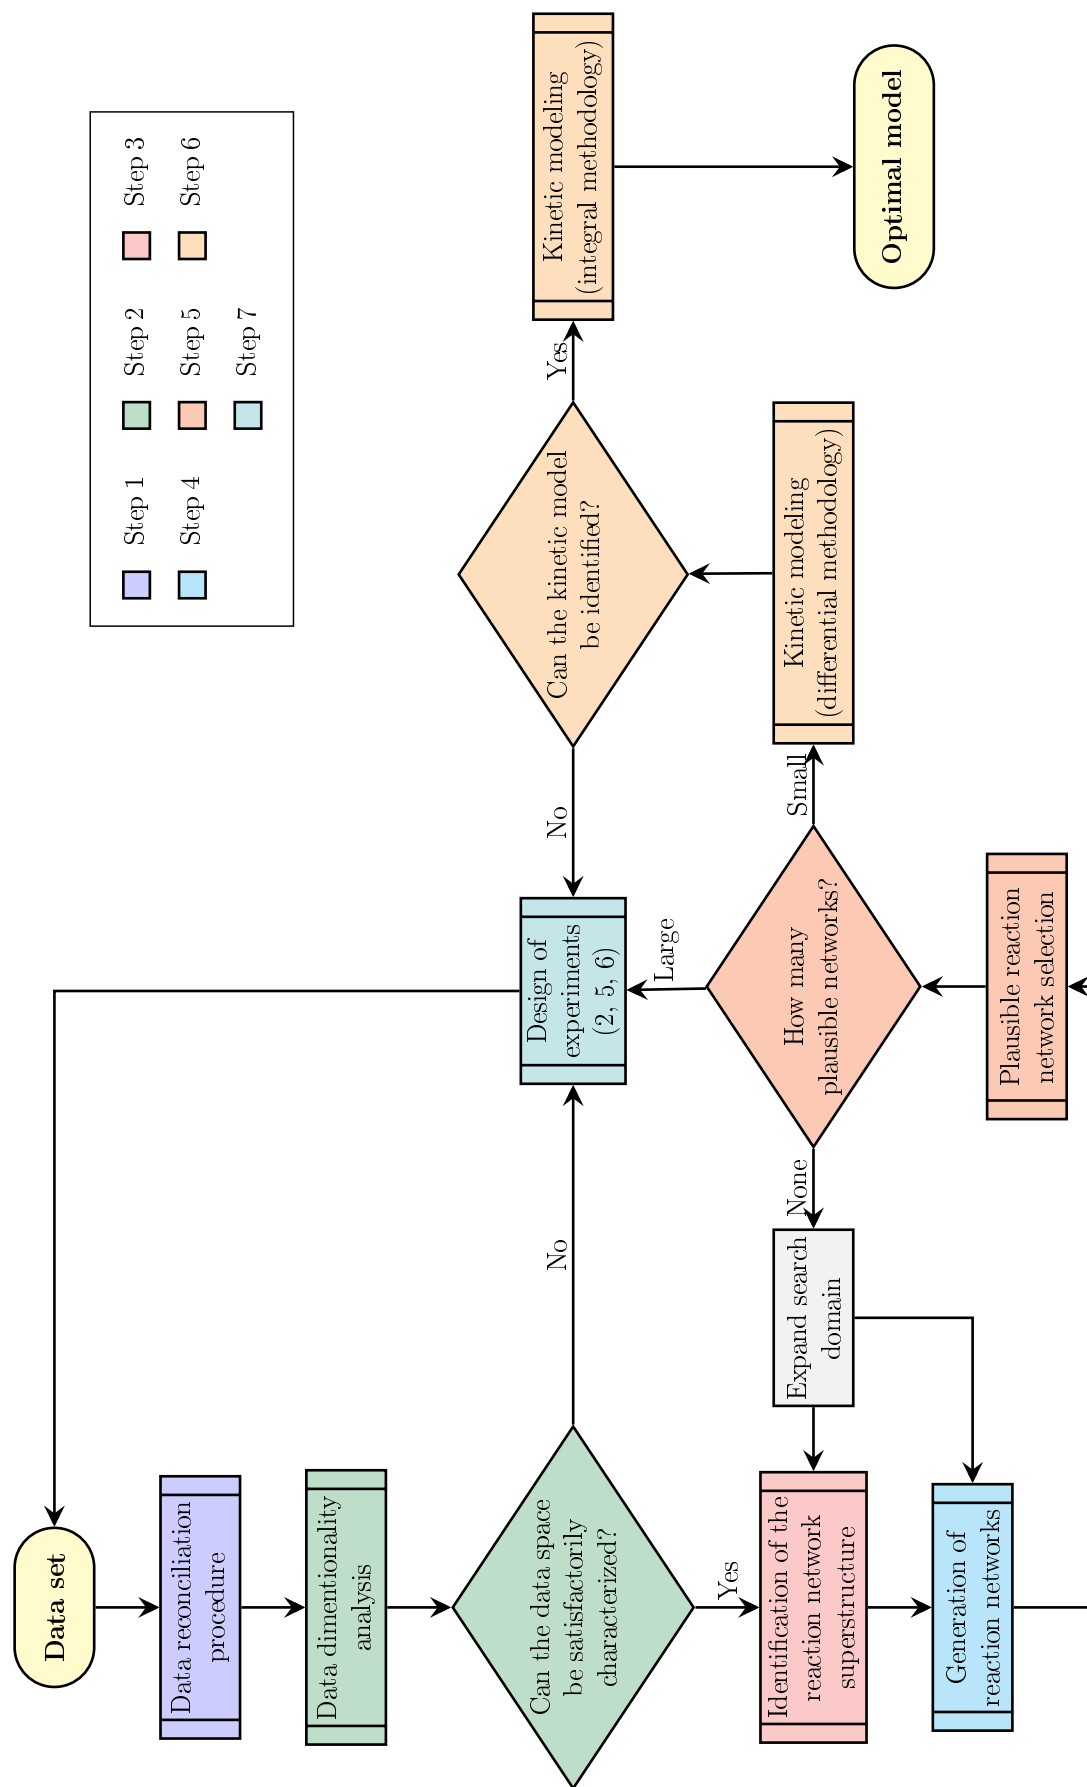 Data set
Data reconciliation
procedure
Data dimentionality
analysis
Can the data space
be satisfactorily
characterized?
No
Yes
Identification of the
reaction network
superstructure
Generation of
reaction networks
Expand search
domain
None
Design of
experiments
(2, 5, 6)
Large
How many
plausible networks?
Plausible reaction
network selection
Small
No
Can the kinetic model
be identified?
Kinetic modeling
(differential methodology)
Yes
Kinetic modeling
(integral methodology)
Optimal model
Step 1
Step 2
Step 3
Step 4
Step 5
Step 6
Step 7